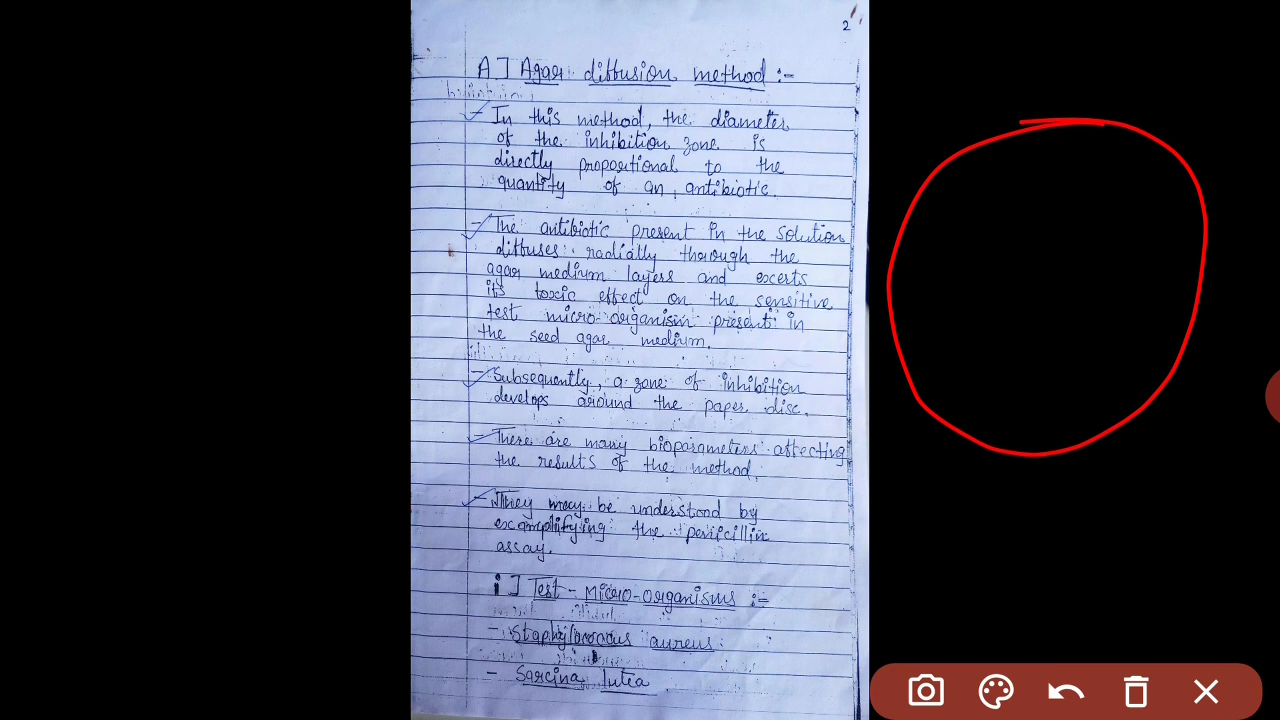 2
A] Agar diffusion method :-
- In this method, the diameter
of the inhibition zone is
directly proportional to the
quantity of an antibiotic.
- The antibiotic present in the solution
diffuses radially through the
agar medium layers and exerts
its toxic effect on the sensitive
test micro-organism present in
the seed agar medium.
- Subsequently, a zone of inhibition
develops around the paper disc.
- There are many bioparameters affecting
the results of the method.
- They may be understood by
examplifying the penicillin
assay.
i] Test - Micro-organisms :-
- Staphylococcus aureus
- Sarcina lutea